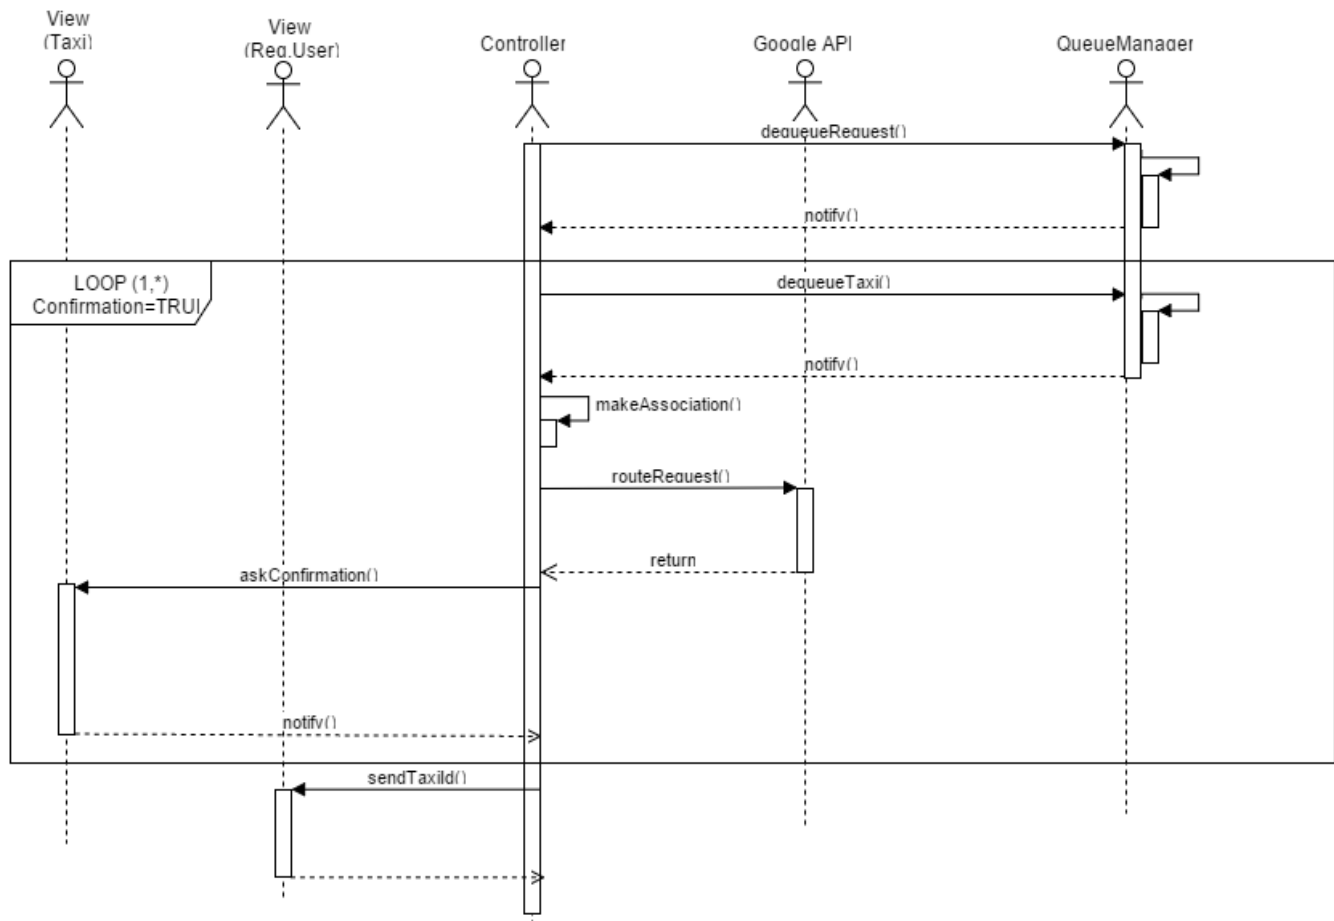 View
(Taxi)
View
(Reg.User)
Controller
Google API
QueueManager
dequeueRequest()
notify()
LOOP (1,*)
Confirmation=TRUE
dequeueTaxi()
notify()
makeAssociation()
routeRequest()
return
askConfirmation()
notify()
sendTaxiId()